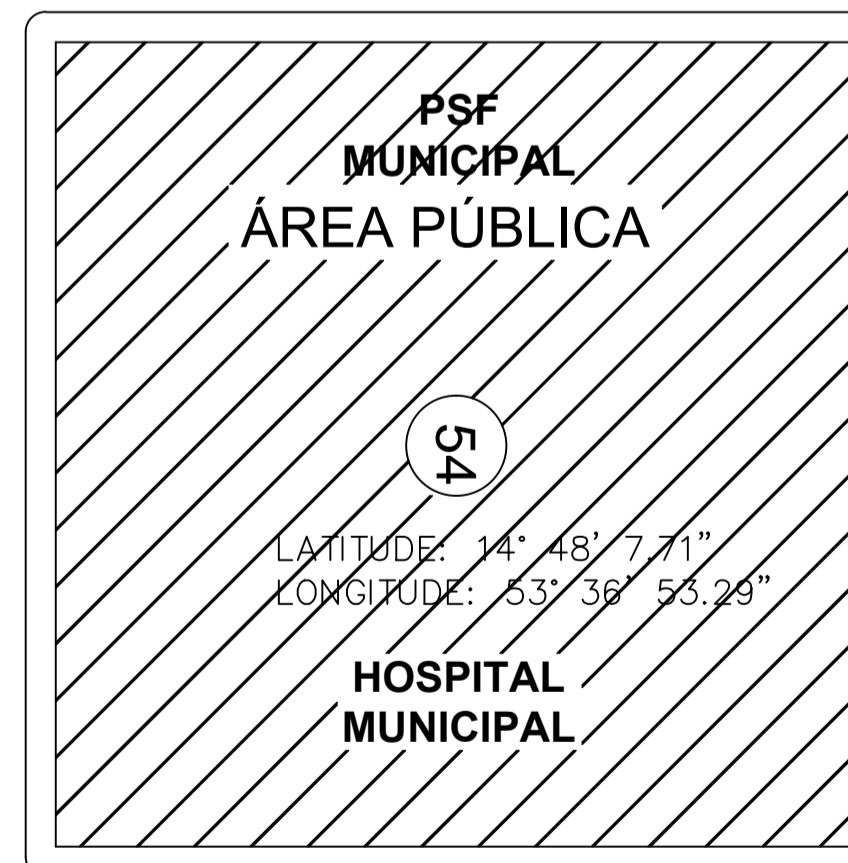 PSF
MUNICIPAL
ÁREA PÚBLICA
54
LATITUDE: 14° 48’ 7.71”
LONGITUDE: 53° 36’ 53.29”
HOSPITAL
MUNICIPAL